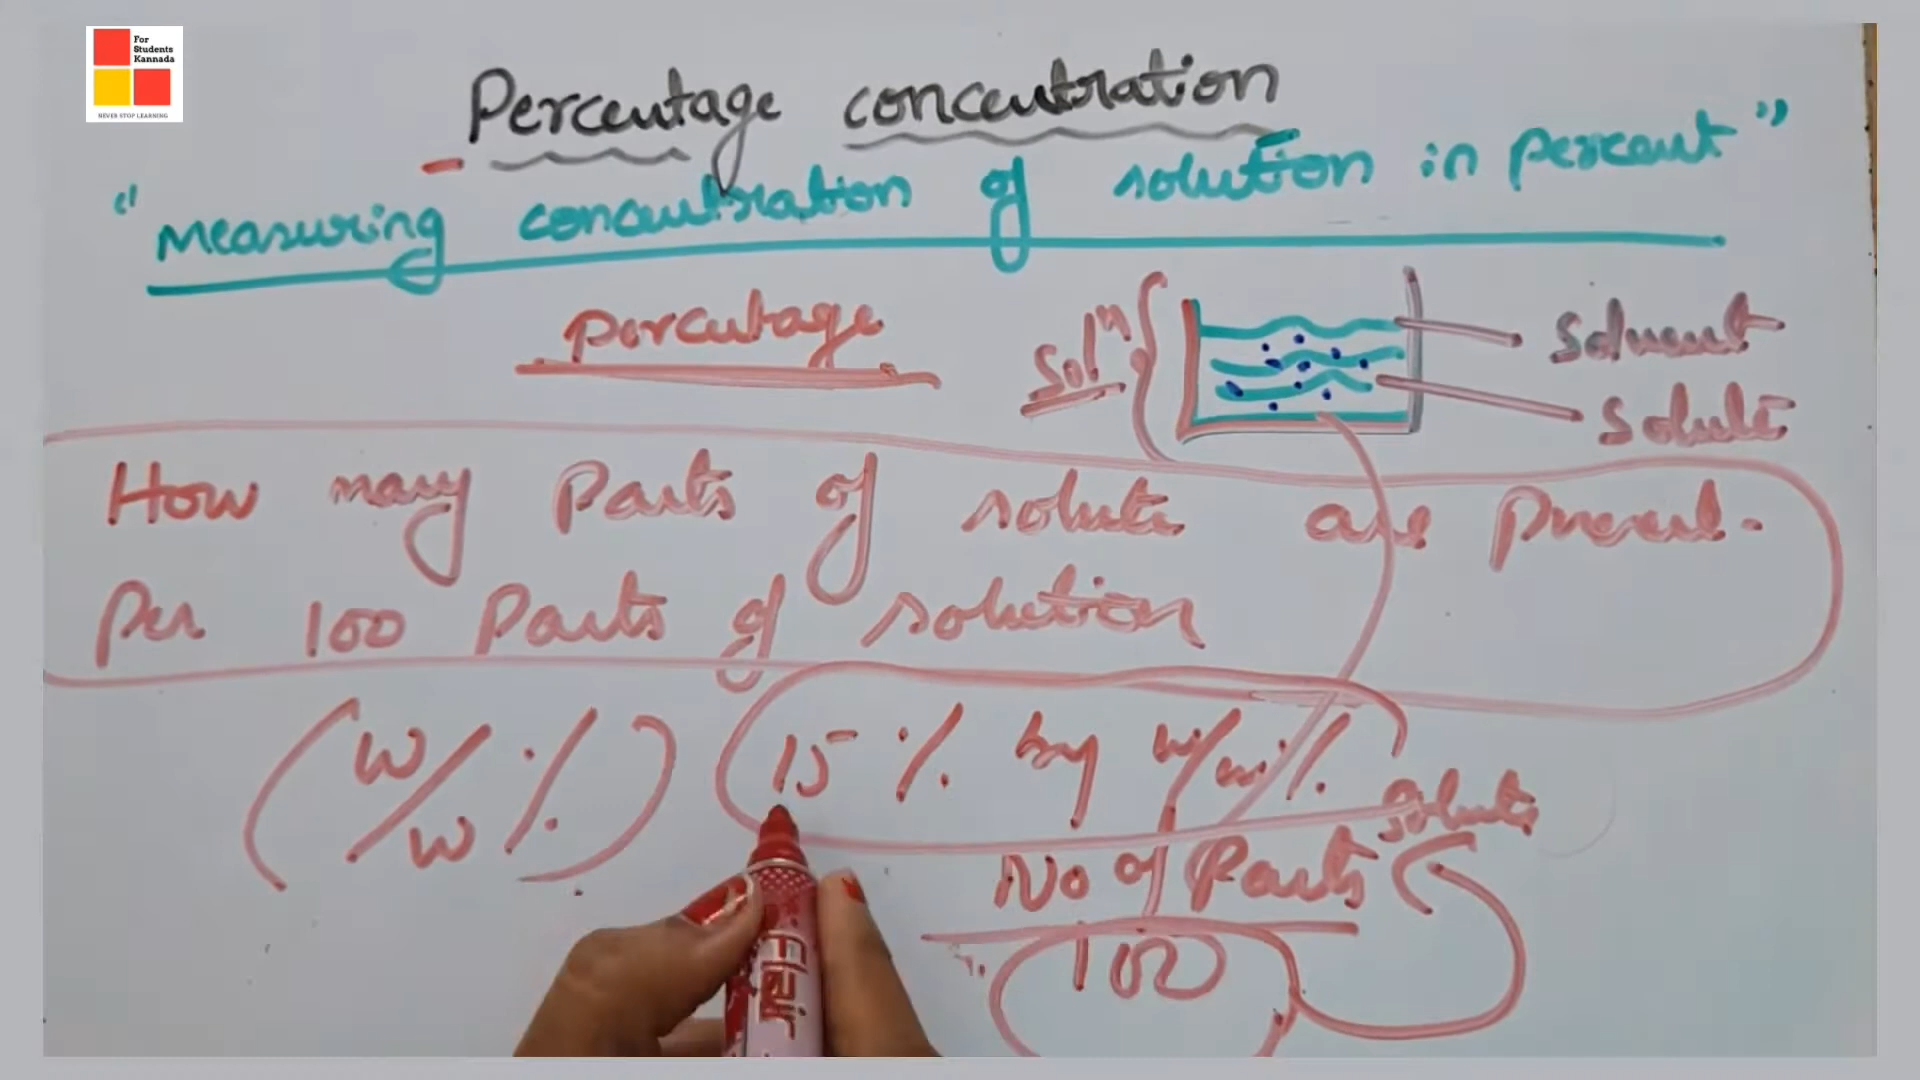 For
Students
Kannada
NEVER STOP LEARNING
Percentage concentration
"Measuring concentration of solution in percent"
Percentage
Solⁿ
Solvent
Solute
How many Parts of solute are Present.
Per 100 Parts of solution
(W/W %)
15 % by w/w %
No of Parts solute
100
Flair